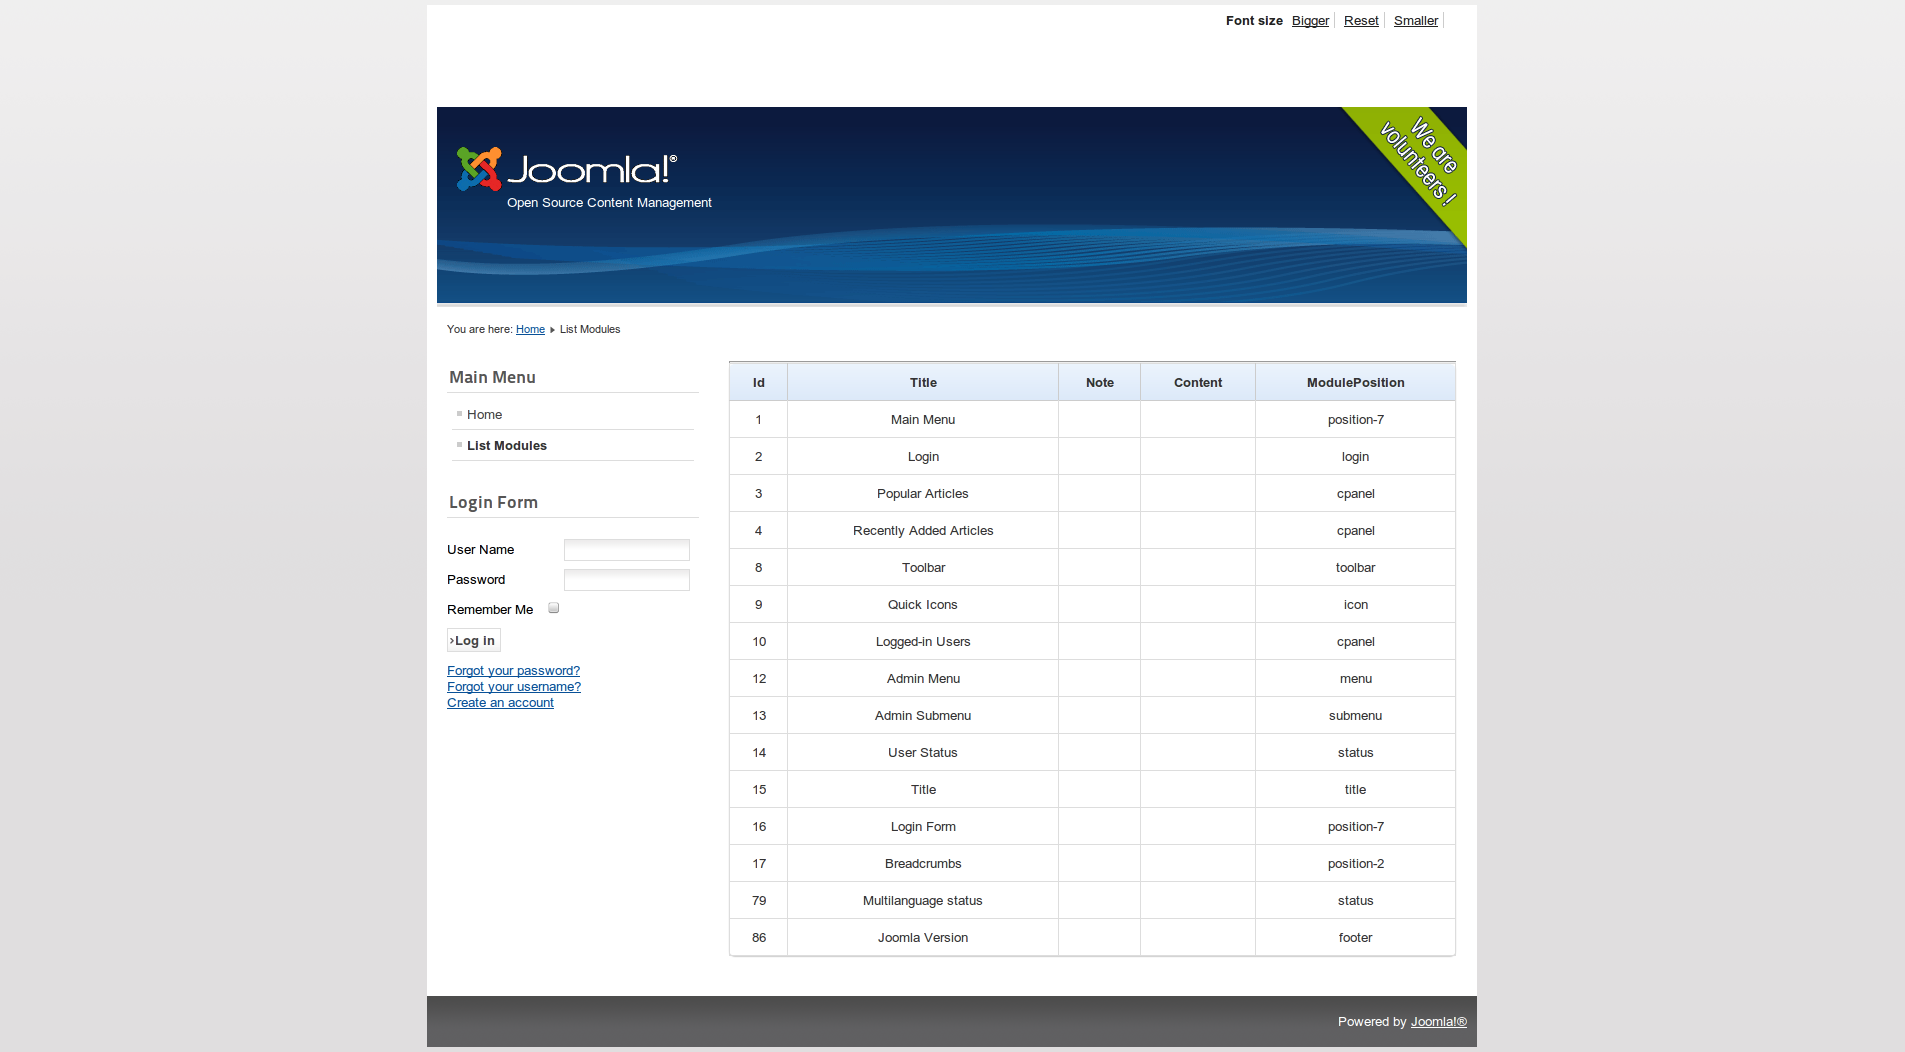 Font size Bigger Reset Smaller
We are
volunteers !
Joomla!®
Open Source Content Management
You are here: Home List Modules
Main Menu
Home
List Modules
Login Form
User Name
Password
Remember Me
›Log in
Forgot your password?
Forgot your username?
Create an account
Id Title Note Content ModulePosition
1 Main Menu position-7
2 Login login
3 Popular Articles cpanel
4 Recently Added Articles cpanel
8 Toolbar toolbar
9 Quick Icons icon
10 Logged-in Users cpanel
12 Admin Menu menu
13 Admin Submenu submenu
14 User Status status
15 Title title
16 Login Form position-7
17 Breadcrumbs position-2
79 Multilanguage status status
86 Joomla Version footer
Powered by Joomla!®